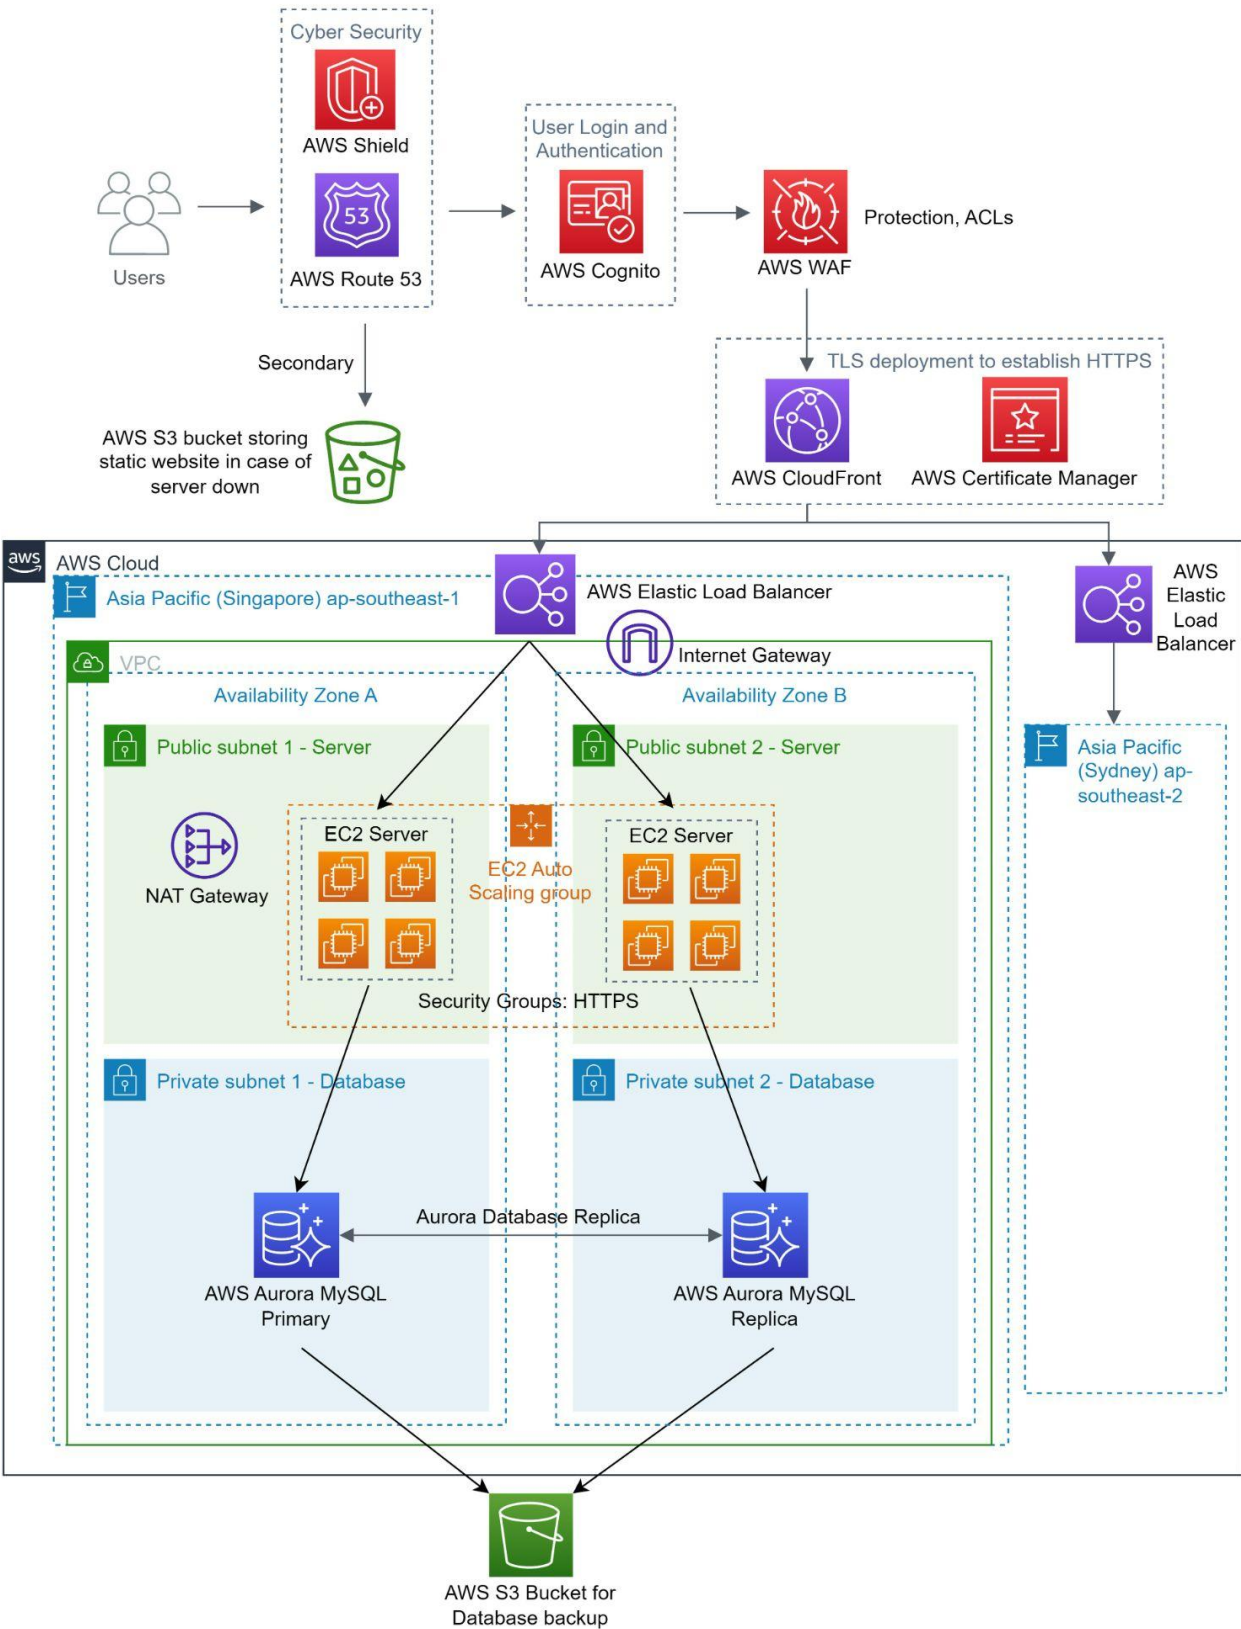 Cyber Security
AWS Shield
53
AWS Route 53
Users
User Login and
Authentication
AWS Cognito
AWS WAF
Protection, ACLs
Secondary
AWS S3 bucket storing
static website in case of
server down
TLS deployment to establish HTTPS
AWS CloudFront
AWS Certificate Manager
aws
AWS Cloud
Asia Pacific (Singapore) ap-southeast-1
AWS Elastic Load Balancer
AWS
Elastic
Load
Balancer
Internet Gateway
VPC
Availability Zone A
Availability Zone B
Public subnet 1 - Server
Public subnet 2 - Server
Asia Pacific
(Sydney) ap-
southeast-2
NAT Gateway
EC2 Server
EC2 Auto
Scaling group
EC2 Server
Security Groups: HTTPS
Private subnet 1 - Database
Private subnet 2 - Database
Aurora Database Replica
AWS Aurora MySQL
Primary
AWS Aurora MySQL
Replica
AWS S3 Bucket for
Database backup